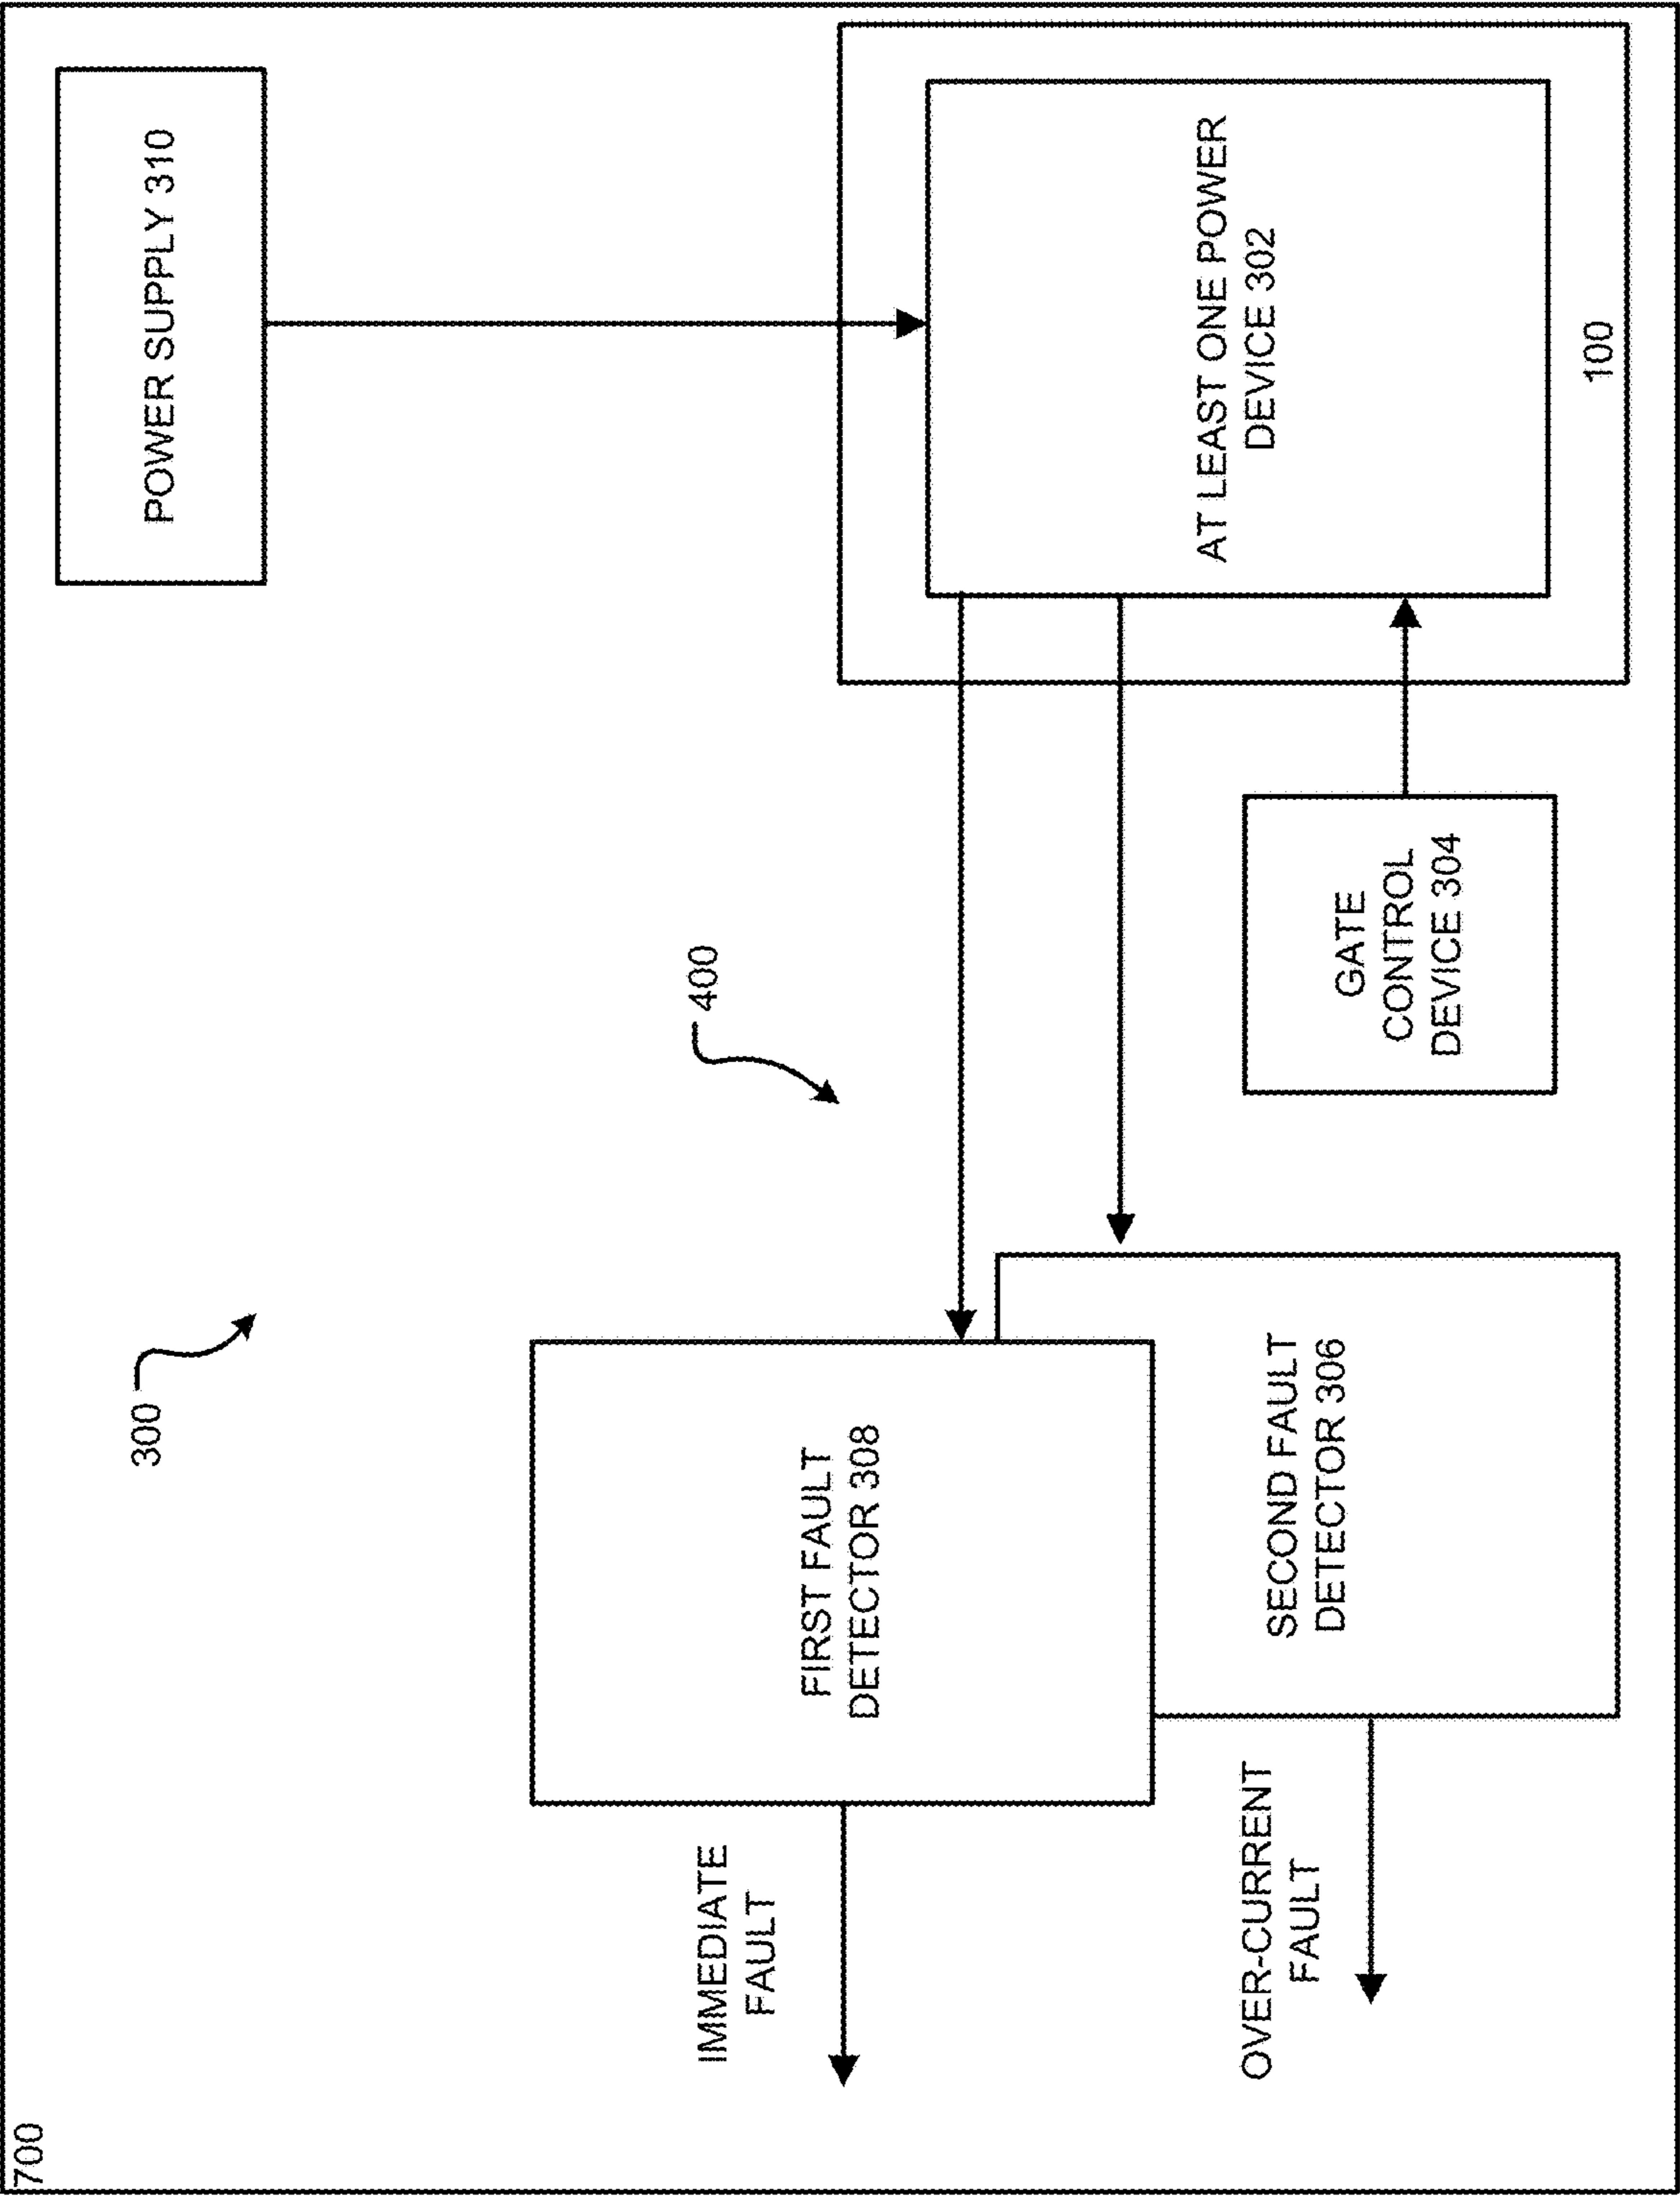 700
300
POWER SUPPLY 310
400
IMMEDIATE
FAULT
FIRST FAULT
DETECTOR 308
OVER-CURRENT
FAULT
SECOND FAULT
DETECTOR 306
GATE
CONTROL
DEVICE 304
AT LEAST ONE POWER
DEVICE 302
100